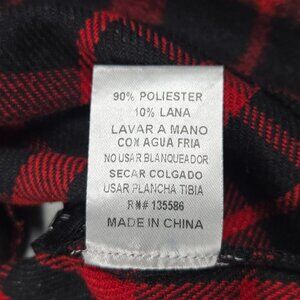 90% POLIESTER
10% LANA
LAVAR A MANO
CON AGUA FRIA
NO USAR BLANQUEADOR
SECAR COLGADO
USAR PLANCHA TIBIA
RN# 135586
MADE IN CHINA